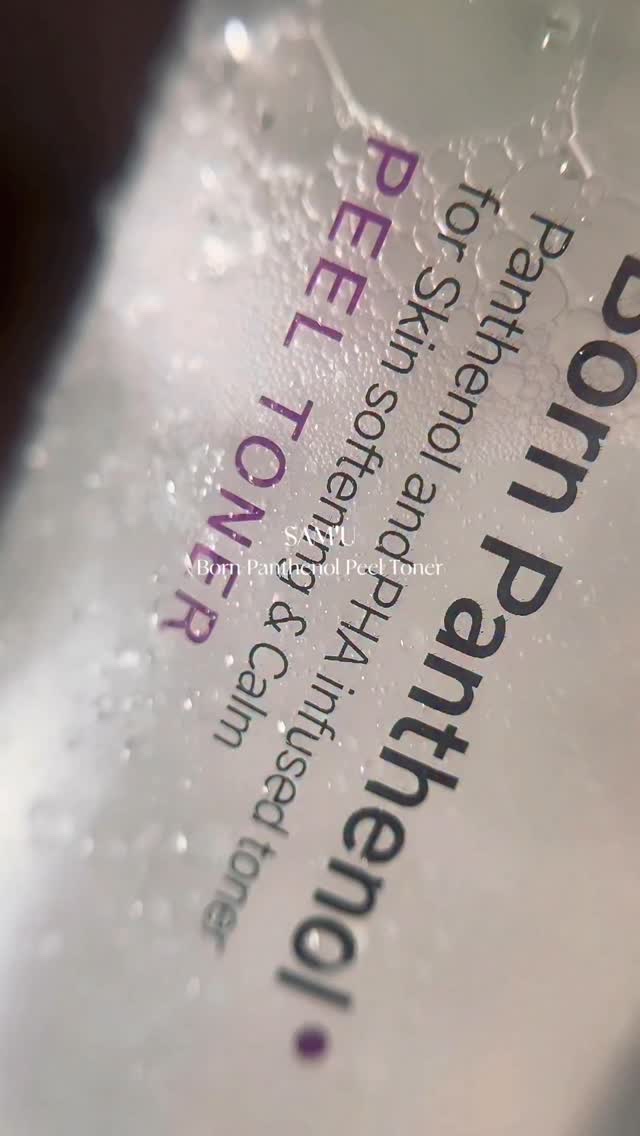 Born Panthenol
Panthenol and PHA infused toner
for Skin softening & Calm
PEEL TONER
SAM'U
Born Panthenol Peel Toner